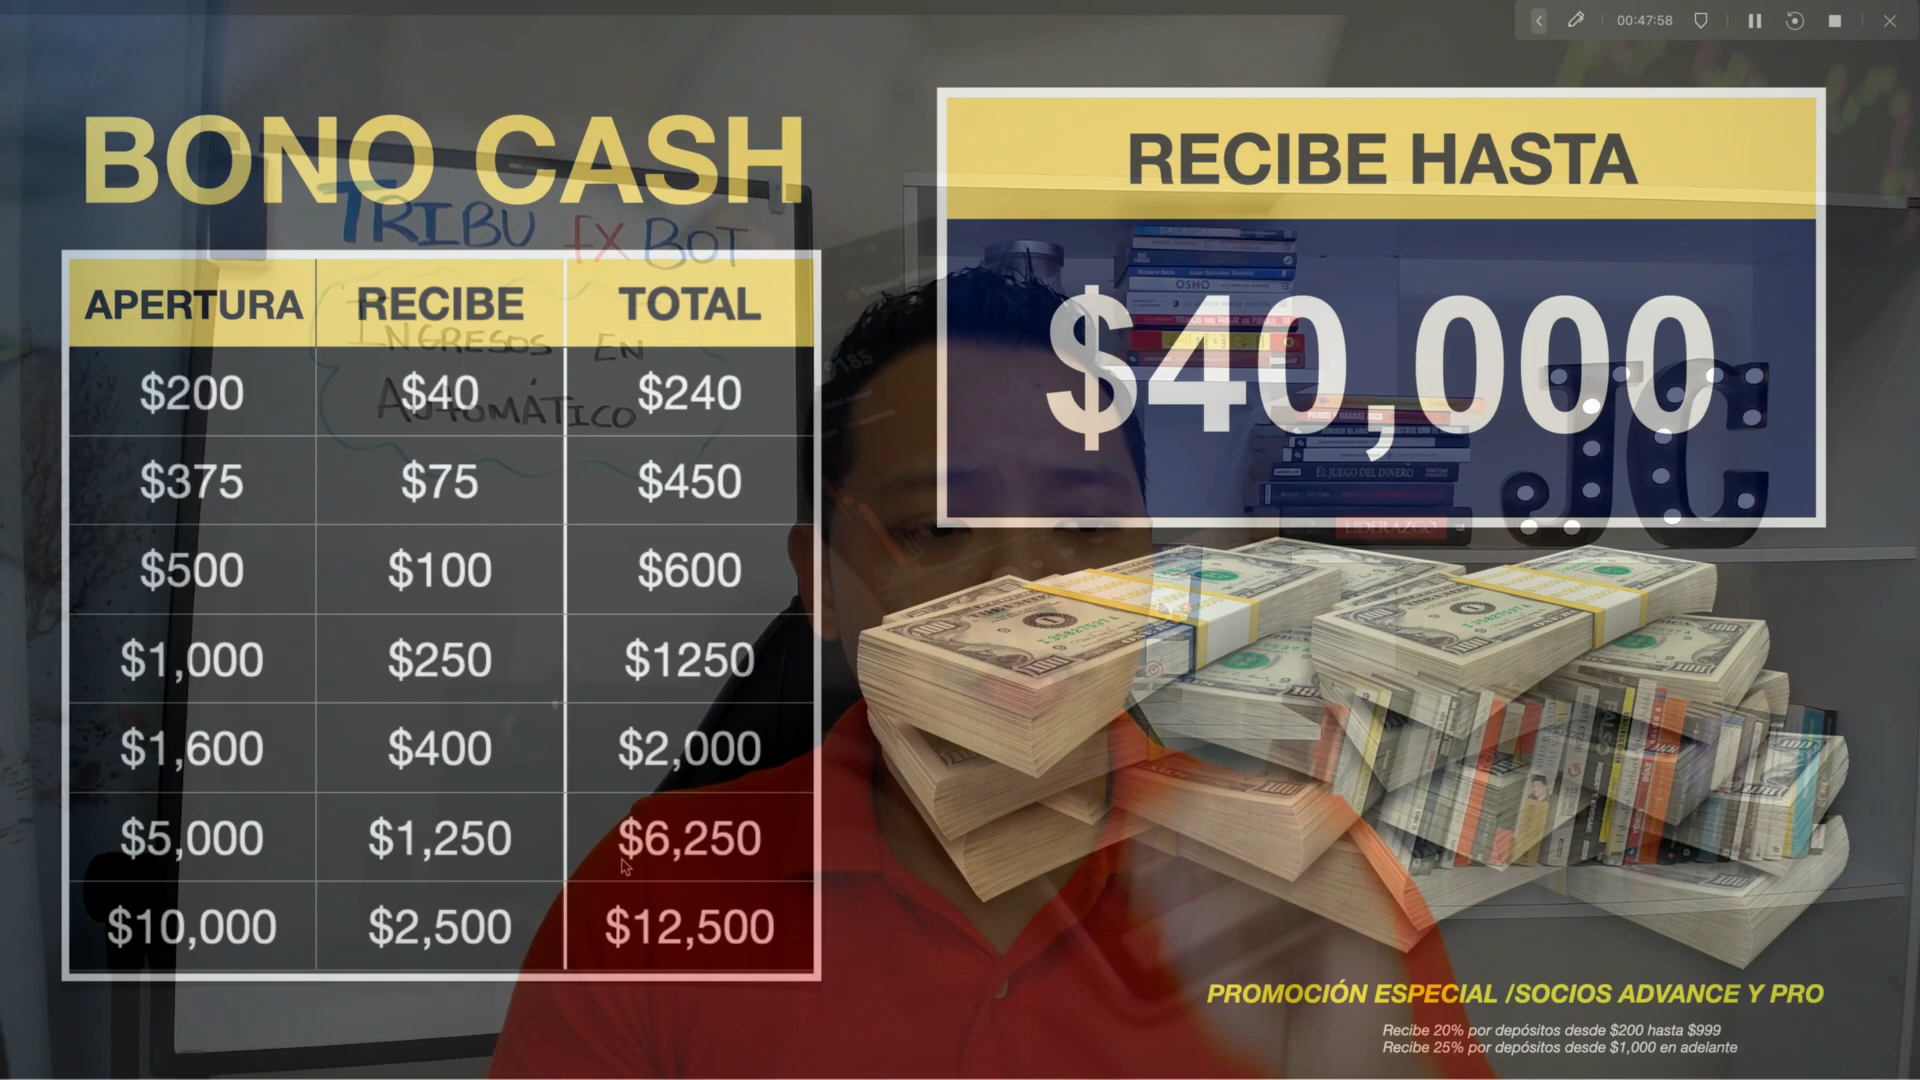 00:47:58
BONO CASH
TRIBU fx BOT
INGRESOS EN
AUTOMÁTICO
APERTURA RECIBE TOTAL
$200 $40 $240
$375 $75 $450
$500 $100 $600
$1,000 $250 $1250
$1,600 $400 $2,000
$5,000 $1,250 $6,250
$10,000 $2,500 $12,500
RECIBE HASTA
$40,000
OSHO
EL JUEGO DEL DINERO
LIDERAZGO
JC
PROMOCIÓN ESPECIAL /SOCIOS ADVANCE Y PRO
Recibe 20% por depósitos desde $200 hasta $999
Recibe 25% por depósitos desde $1,000 en adelante